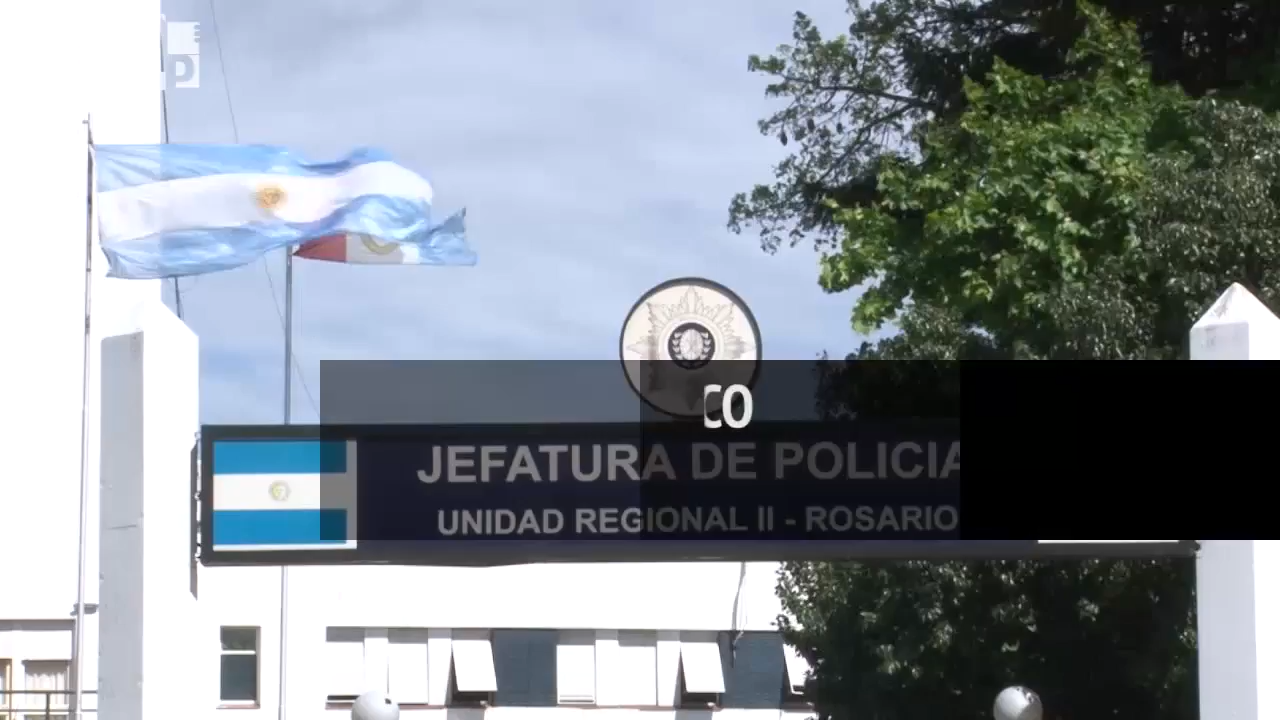 CO
JEFATURA DE POLICIA
UNIDAD REGIONAL II - ROSARIO